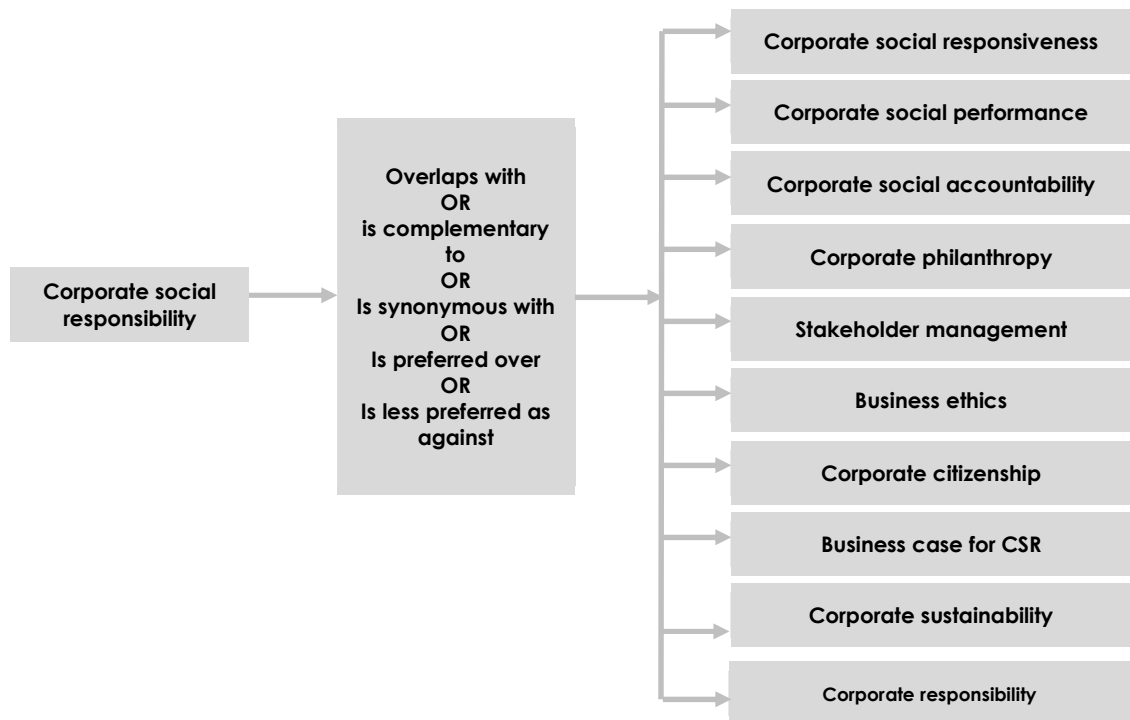 Corporate social
responsibility
Overlaps with
OR
is complementary
to
OR
Is synonymous with
OR
Is preferred over
OR
Is less preferred as
against
Corporate social responsiveness
Corporate social performance
Corporate social accountability
Corporate philanthropy
Stakeholder management
Business ethics
Corporate citizenship
Business case for CSR
Corporate sustainability
Corporate responsibility